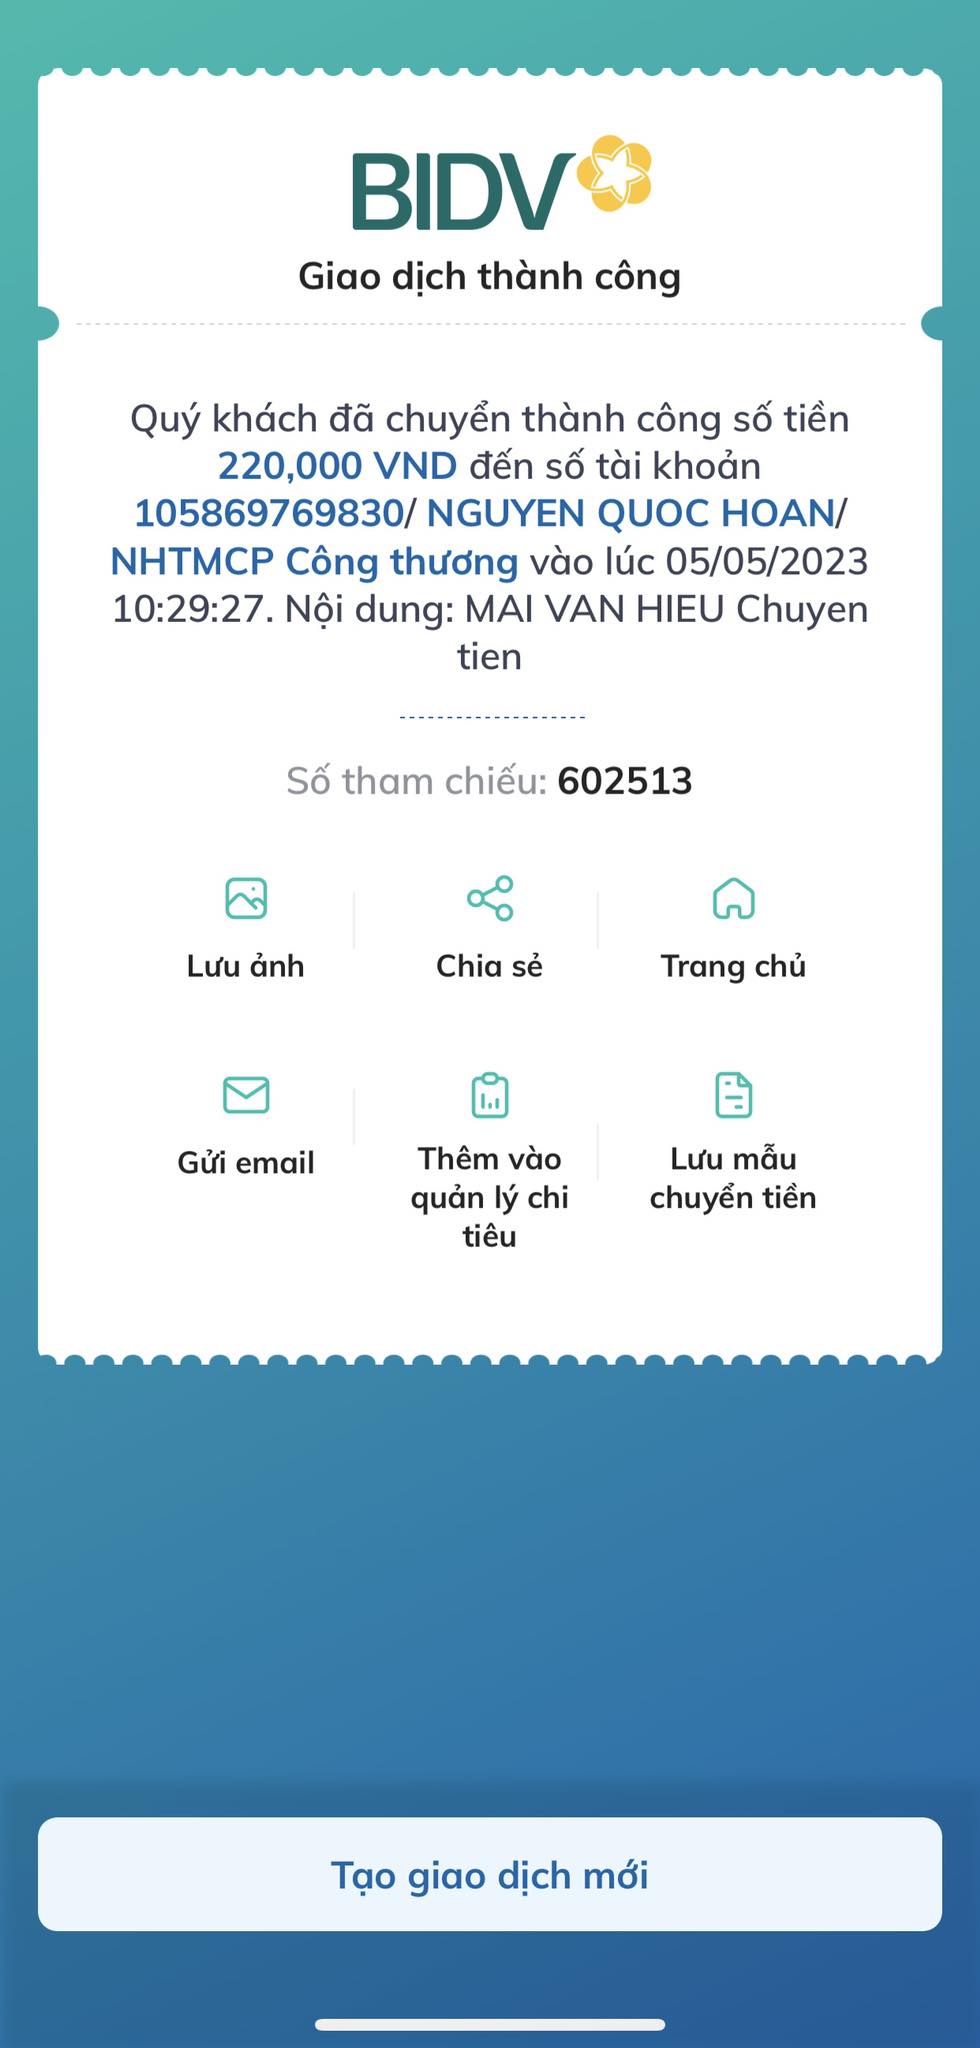 BIDV
Giao dịch thành công
Quý khách đã chuyển thành công số tiền
220,000 VND đến số tài khoản
105869769830/ NGUYEN QUOC HOAN/
NHTMCP Công thương vào lúc 05/05/2023
10:29:27. Nội dung: MAI VAN HIEU Chuyen
tien
Số tham chiếu: 602513
Lưu ảnh
Chia sẻ
Trang chủ
Gửi email
Thêm vào
quản lý chi
tiêu
Lưu mẫu
chuyển tiền
Tạo giao dịch mới